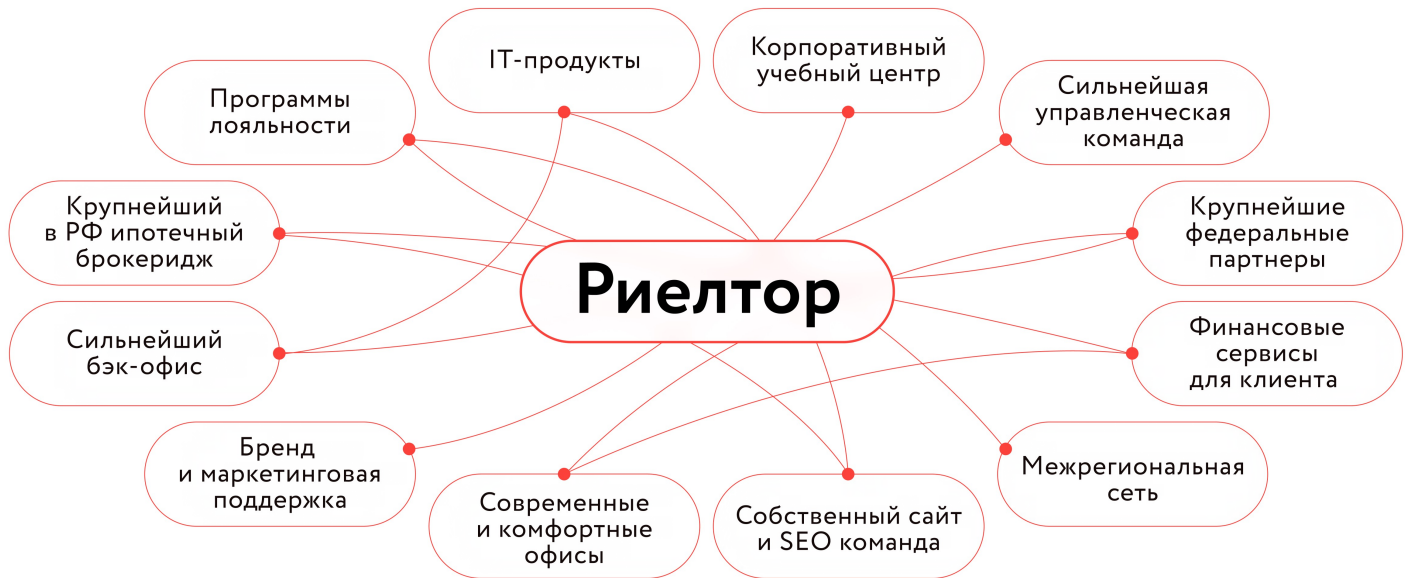 IT-продукты
Корпоративный
учебный центр
Программы
лояльности
Сильнейшая
управленческая
команда
Крупнейший
в РФ ипотечный
брокеридж
Крупнейшие
федеральные
партнеры
Риелтор
Сильнейший
бэк-офис
Финансовые
сервисы
для клиента
Бренд
и маркетинговая
поддержка
Межрегиональная
сеть
Современные
и комфортные
офисы
Собственный сайт
и SEO команда